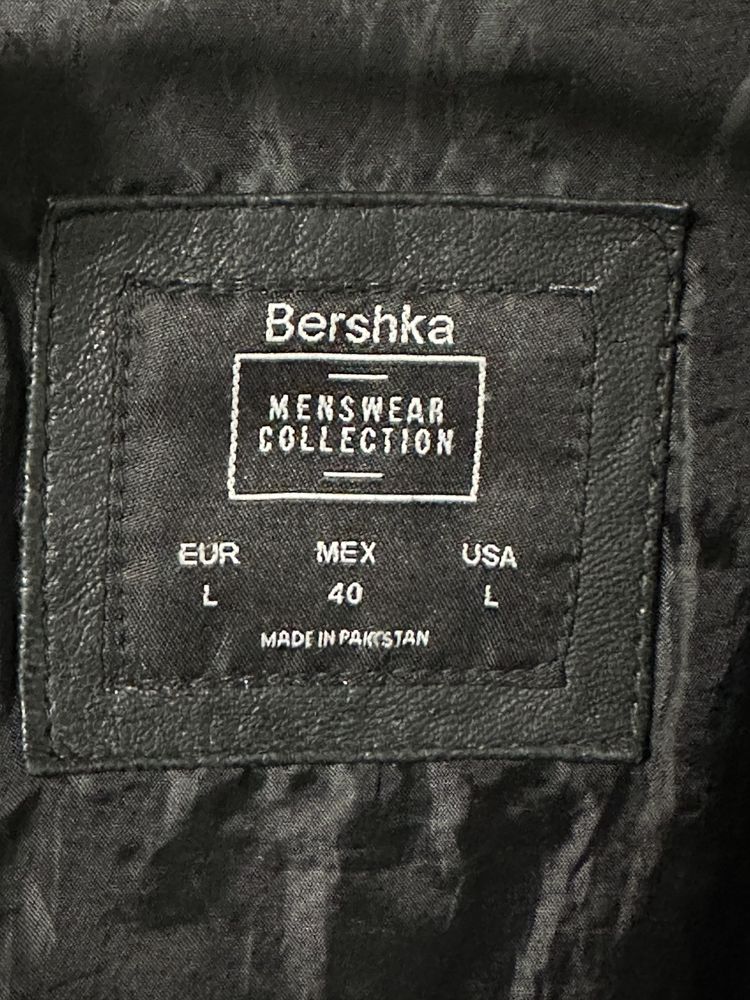 Bershka
MENSWEAR
COLLECTION
EUR MEX USA
L 40 L
MADE IN PAKISTAN